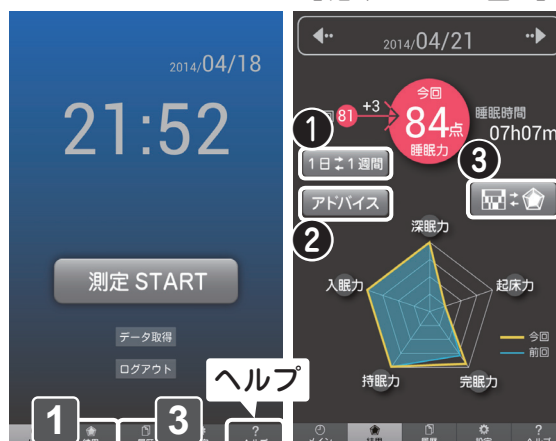 2014/04/18
21:52
測定 START
データ取得
ログアウト
ヘルプ
1
3
?
2014/04/21
今回
84点
睡眠力
81
+3
睡眠時間
07h07m
1
1日⇄1週間
3
アドバイス
2
深眠力
入眠力
起床力
持眠力
完眠力
今回
前回
?